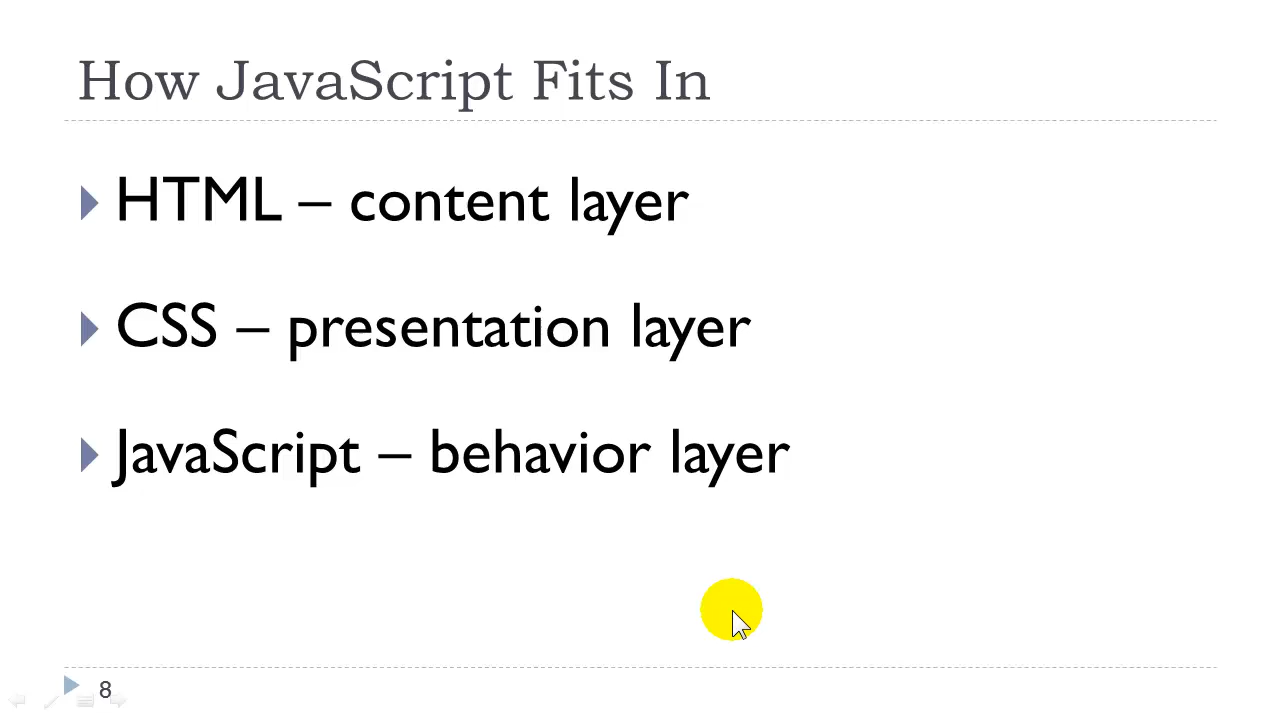 How JavaScript Fits In
HTML – content layer
CSS – presentation layer
JavaScript – behavior layer
8